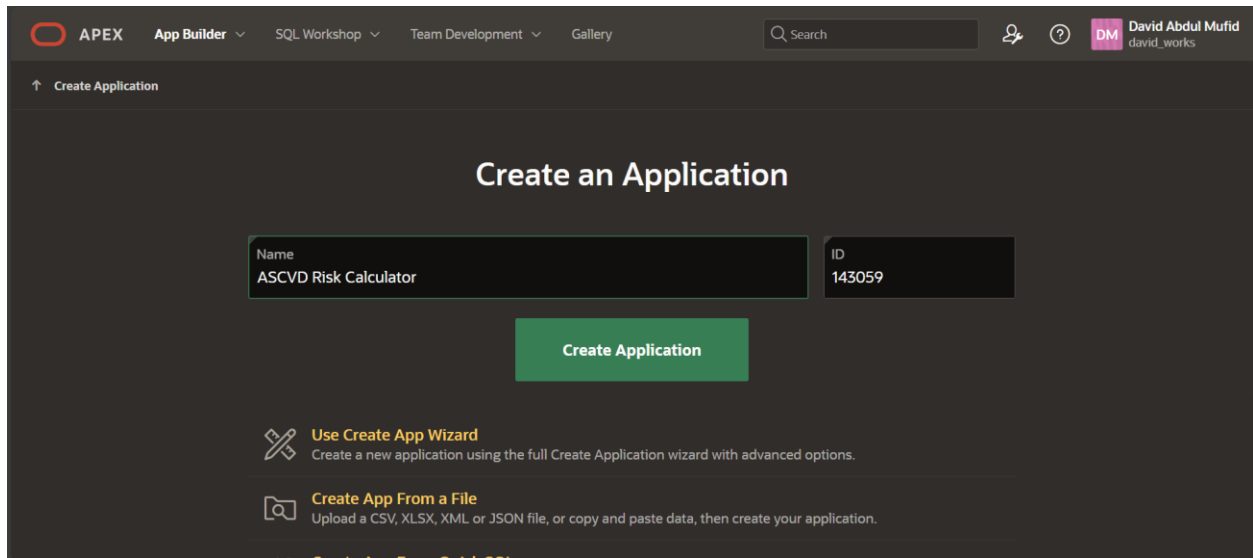 APEX App Builder SQL Workshop Team Development Gallery Search DM David Abdul Mufid
david_works
Create Application
Create an Application
Name ID
ASCVD Risk Calculator 143059
Create Application
Use Create App Wizard
Create a new application using the full Create Application wizard with advanced options.
Create App From a File
Upload a CSV, XLSX, XML or JSON file, or copy and paste data, then create your application.